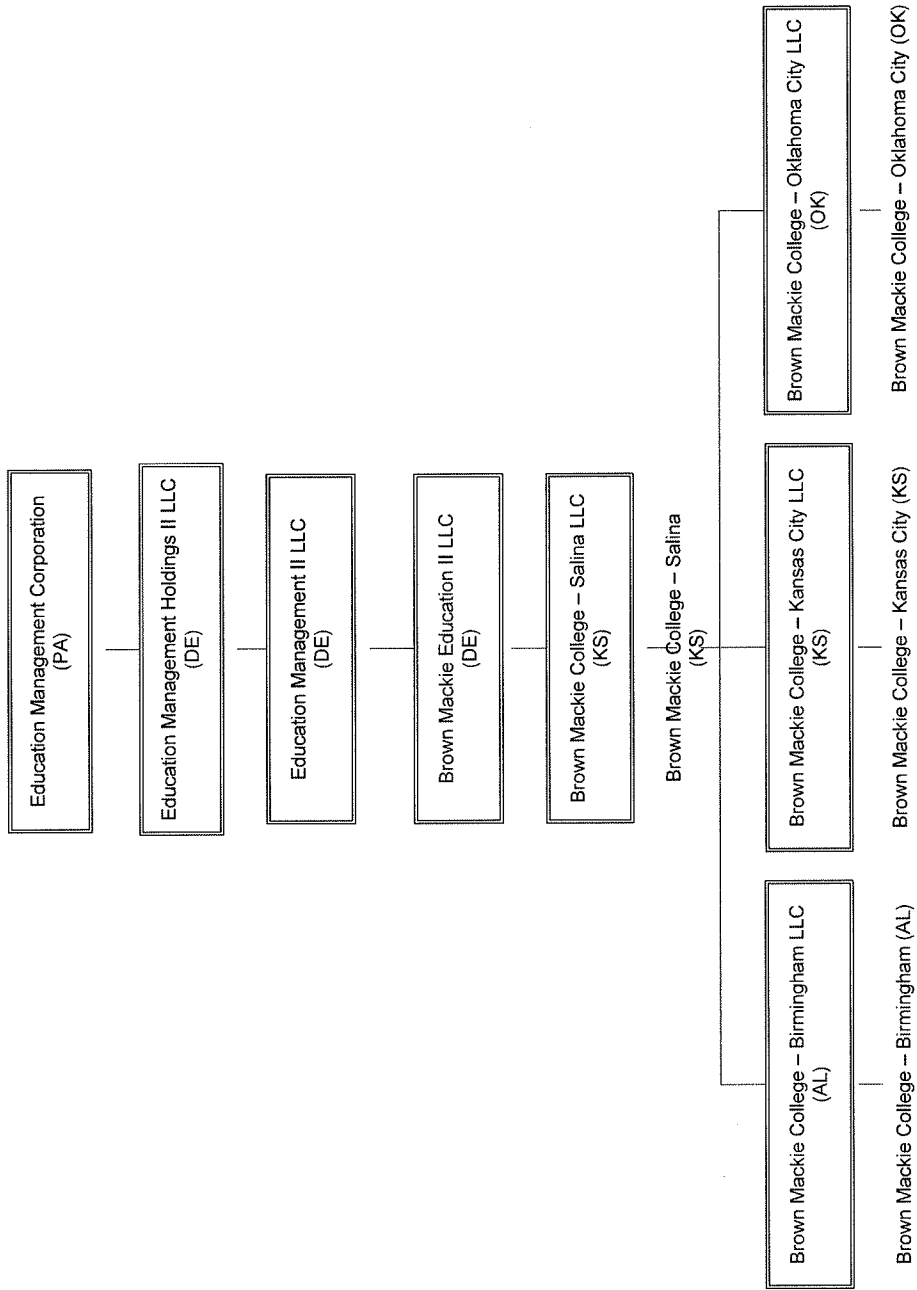 Education Management Corporation
(PA)
Education Management Holdings II LLC
(DE)
Education Management II LLC
(DE)
Brown Mackie Education II LLC
(DE)
Brown Mackie College – Salina LLC
(KS)
Brown Mackie College – Salina
(KS)
Brown Mackie College – Birmingham LLC
(AL)
Brown Mackie College – Kansas City LLC
(KS)
Brown Mackie College – Oklahoma City LLC
(OK)
Brown Mackie College – Birmingham (AL)
Brown Mackie College – Kansas City (KS)
Brown Mackie College – Oklahoma City (OK)